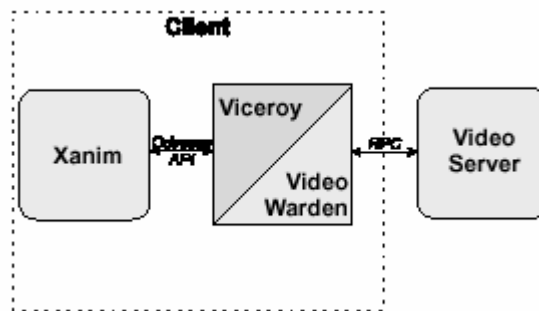 Client
Xanim
Odyssey
API
Viceroy
Video
Warden
RPC
Video
Server